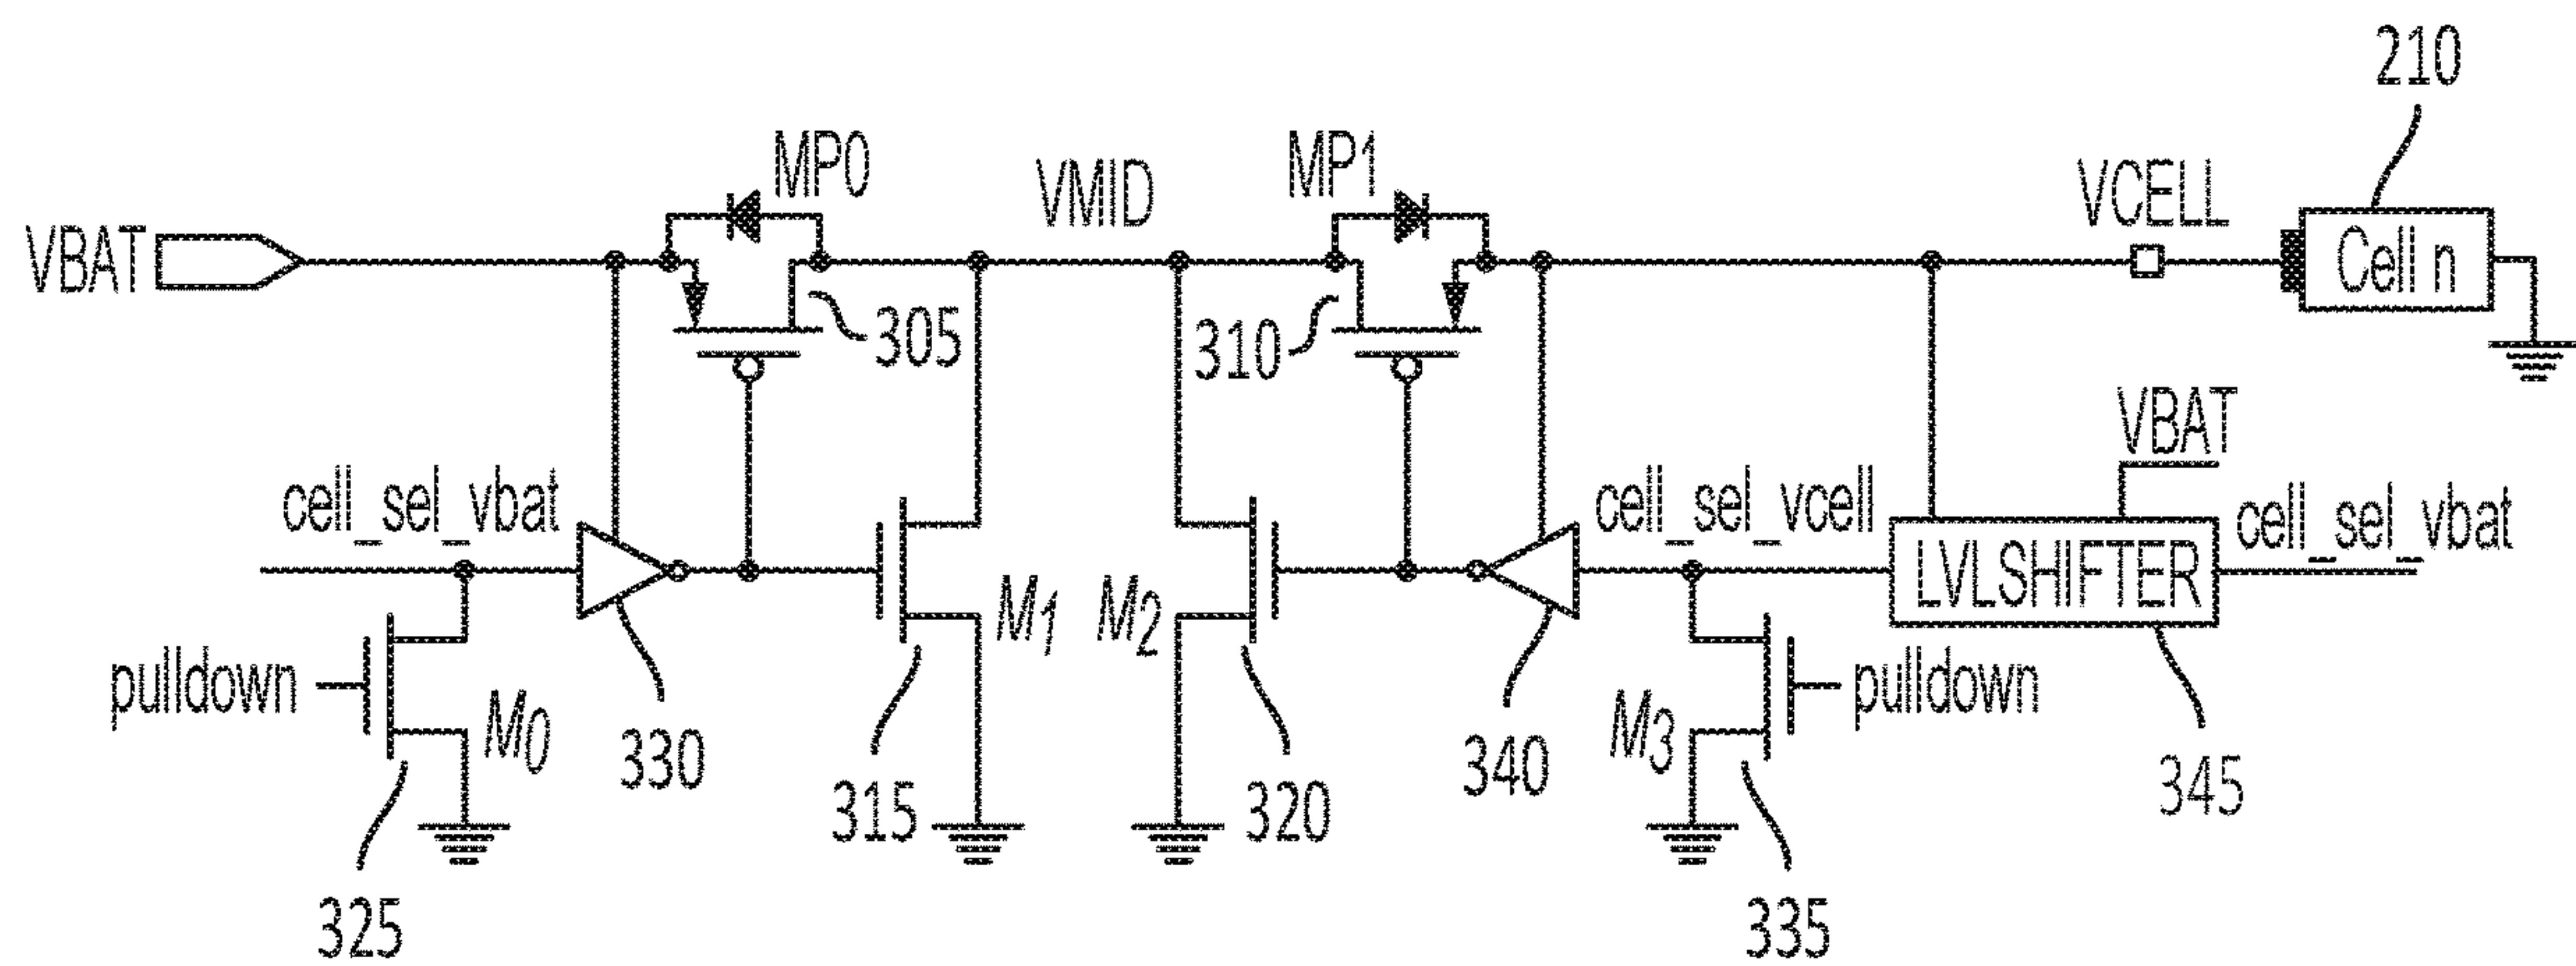 210
MP0
VMID
MP1
VCELL
VBAT
Cell n
305
310
VBAT
cell_sel_vbat
cell_sel_vcell
LVLSHIFTER
cell_sel_vbat
pulldown
M0
330
M1
M2
340
M3
pulldown
315
320
345
325
335